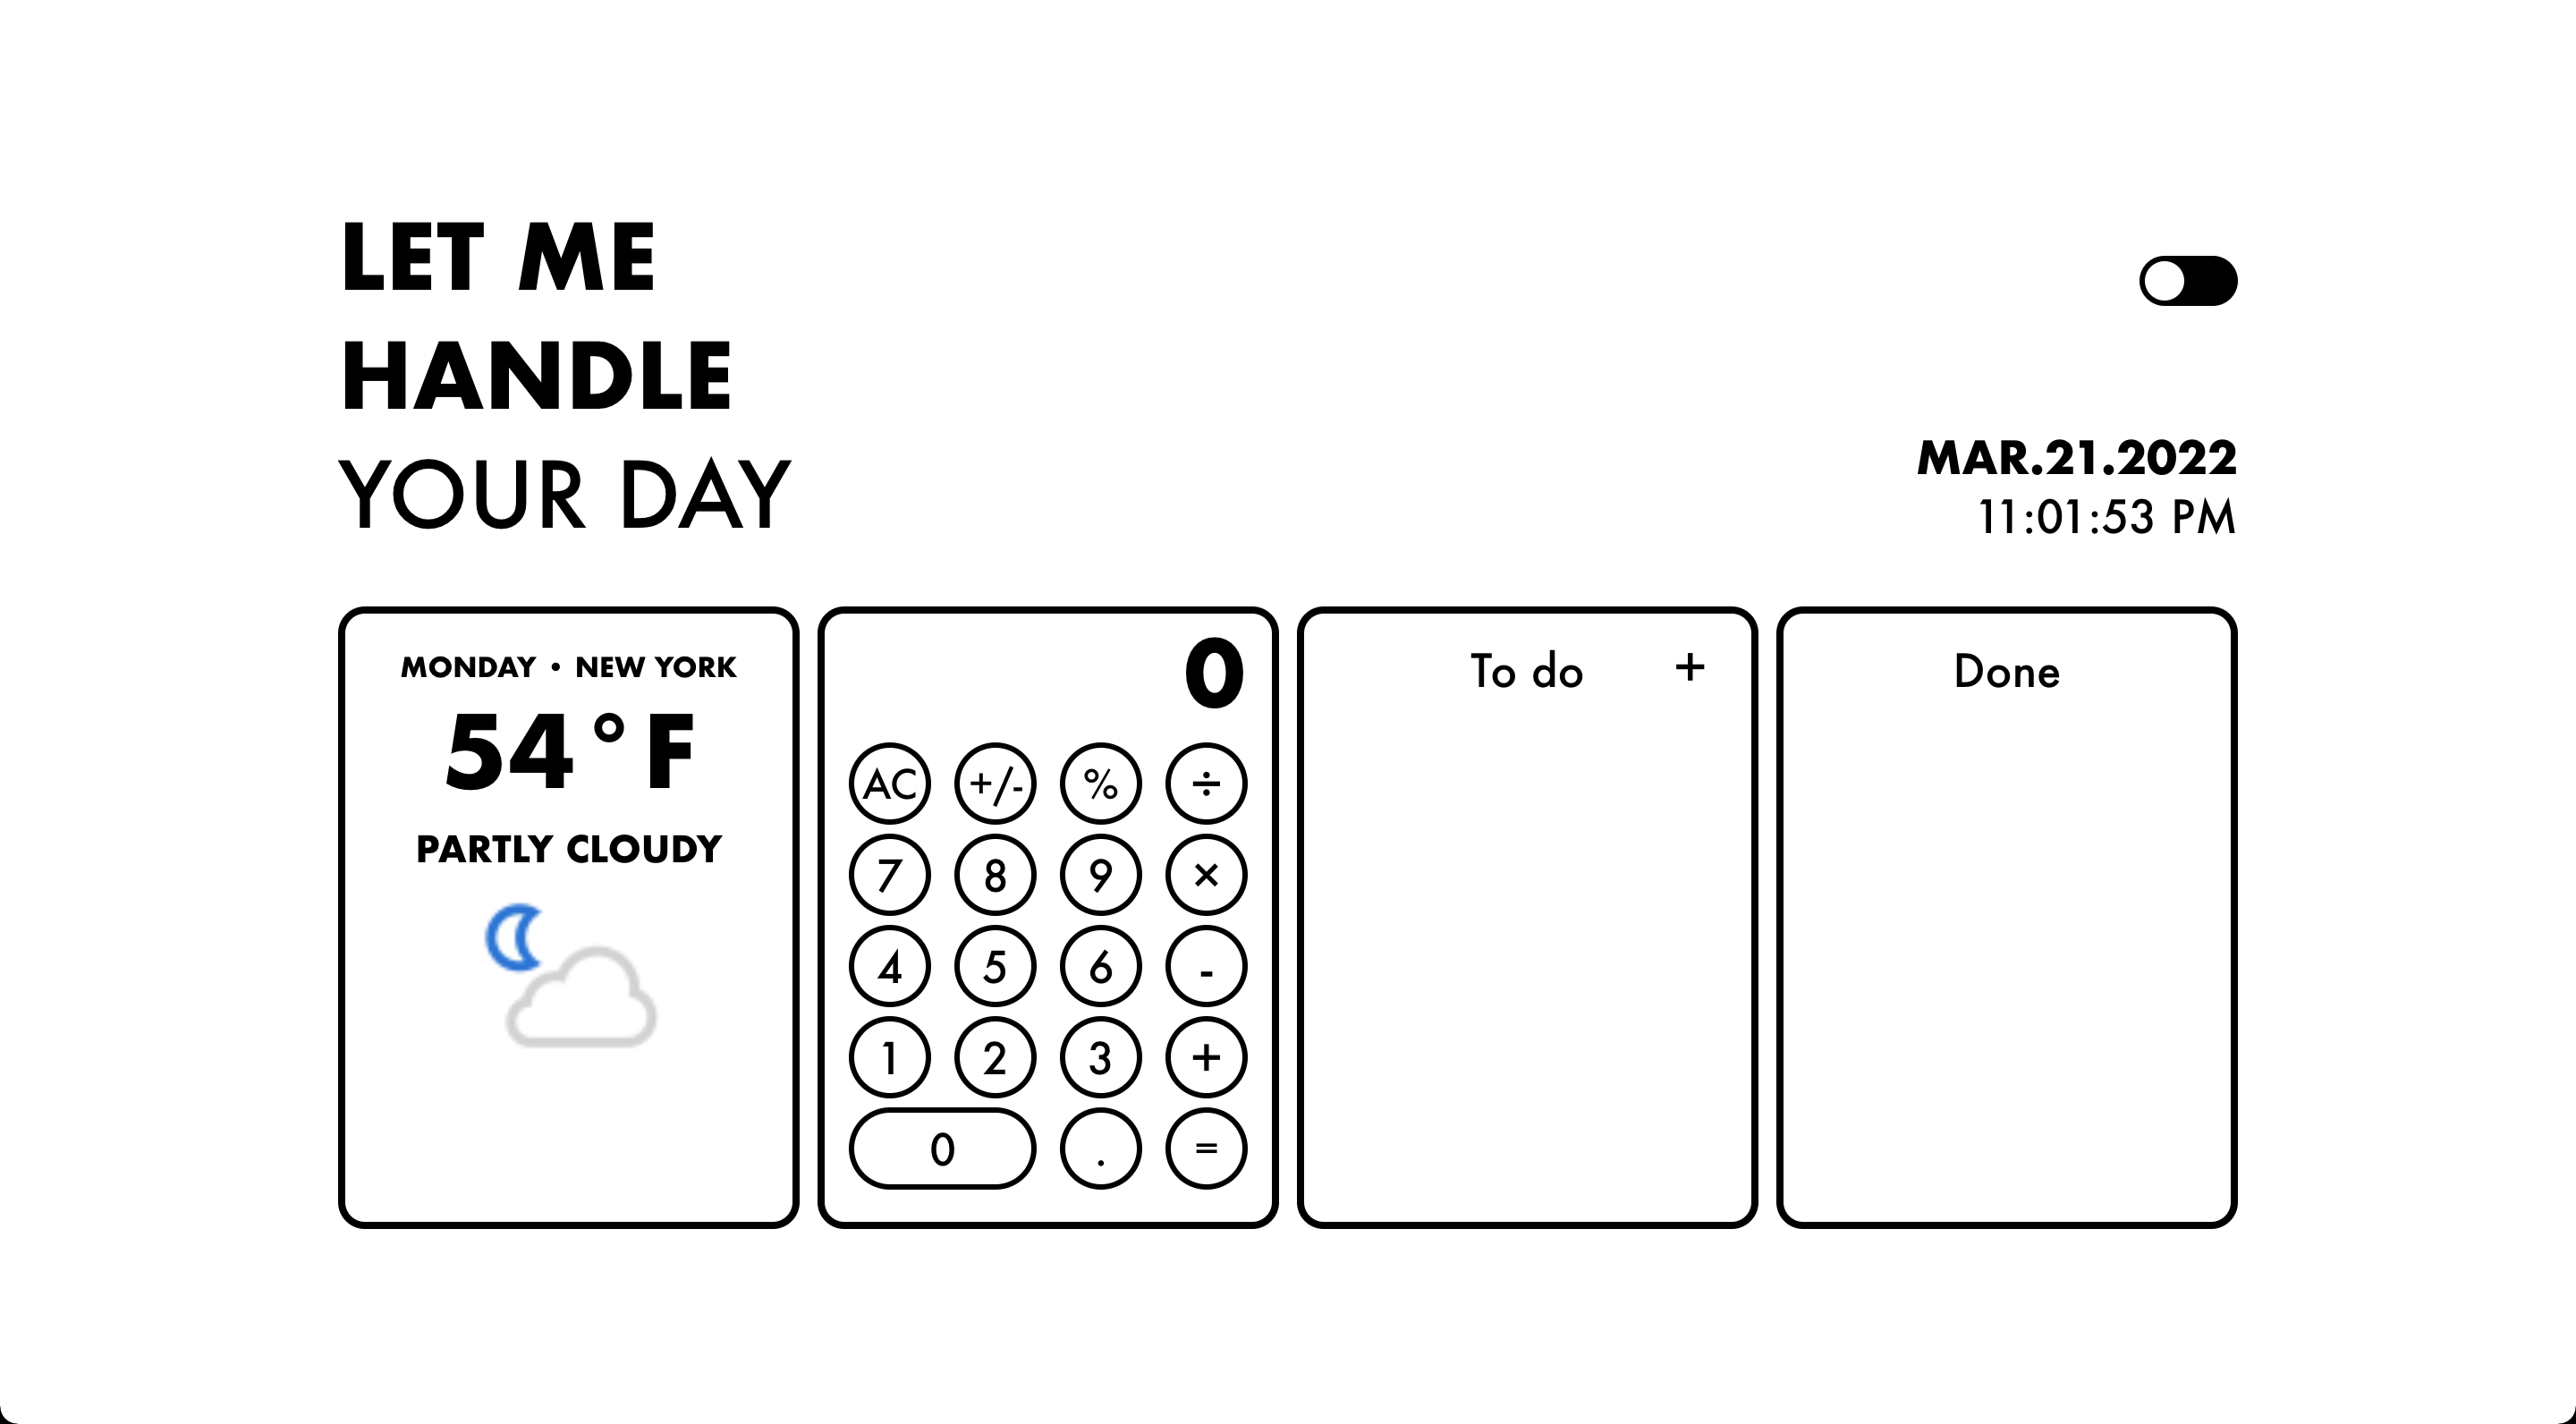 LET ME
HANDLE
YOUR DAY
MAR.21.2022
11:01:53 PM
MONDAY • NEW YORK
54°F
PARTLY CLOUDY
0
AC +/- % ÷
7 8 9 ×
4 5 6 -
1 2 3 +
0 . =
To do +
Done